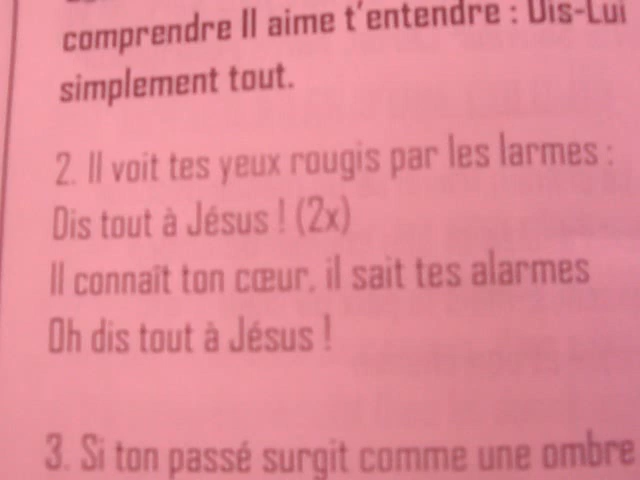 comprendre Il aime t'entendre : Dis-Lui
simplement tout.
2. Il voit tes yeux rougis par les larmes :
Dis tout à Jésus ! (2x)
Il connaît ton cœur, il sait tes alarmes
Oh dis tout à Jésus !
3. Si ton passé surgit comme une ombre